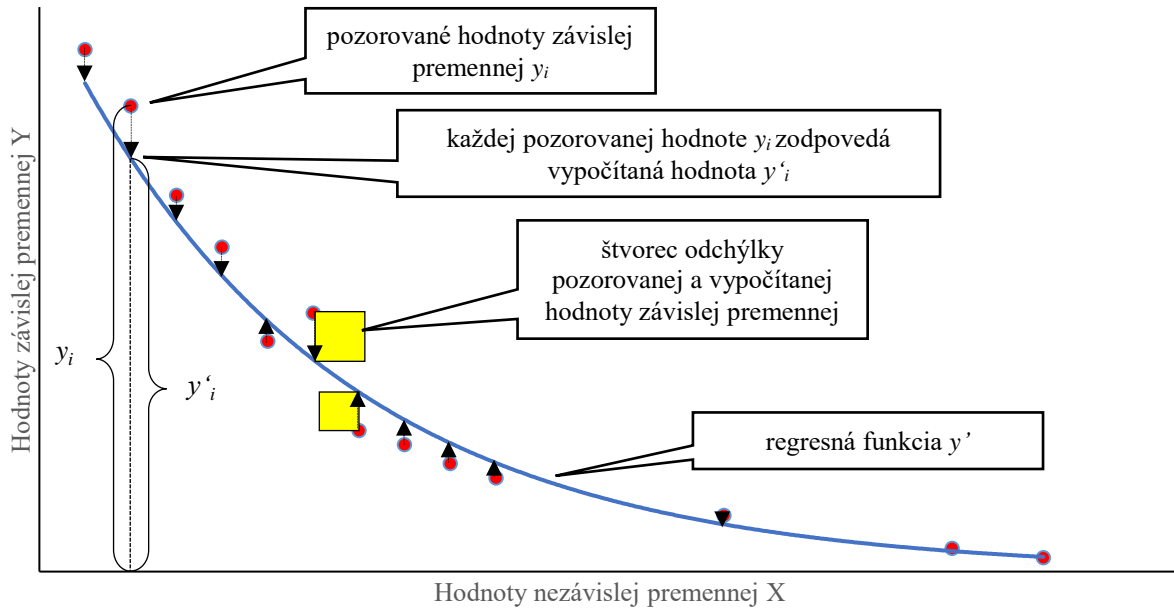 pozorované hodnoty závislej
premennej yi
každej pozorovanej hodnote yi zodpovedá
vypočítaná hodnota y‘i
štvorec odchýlky
pozorovanej a vypočítanej
hodnoty závislej premennej
yi
y‘i
regresná funkcia y’
Hodnoty závislej premennej Y
Hodnoty nezávislej premennej X